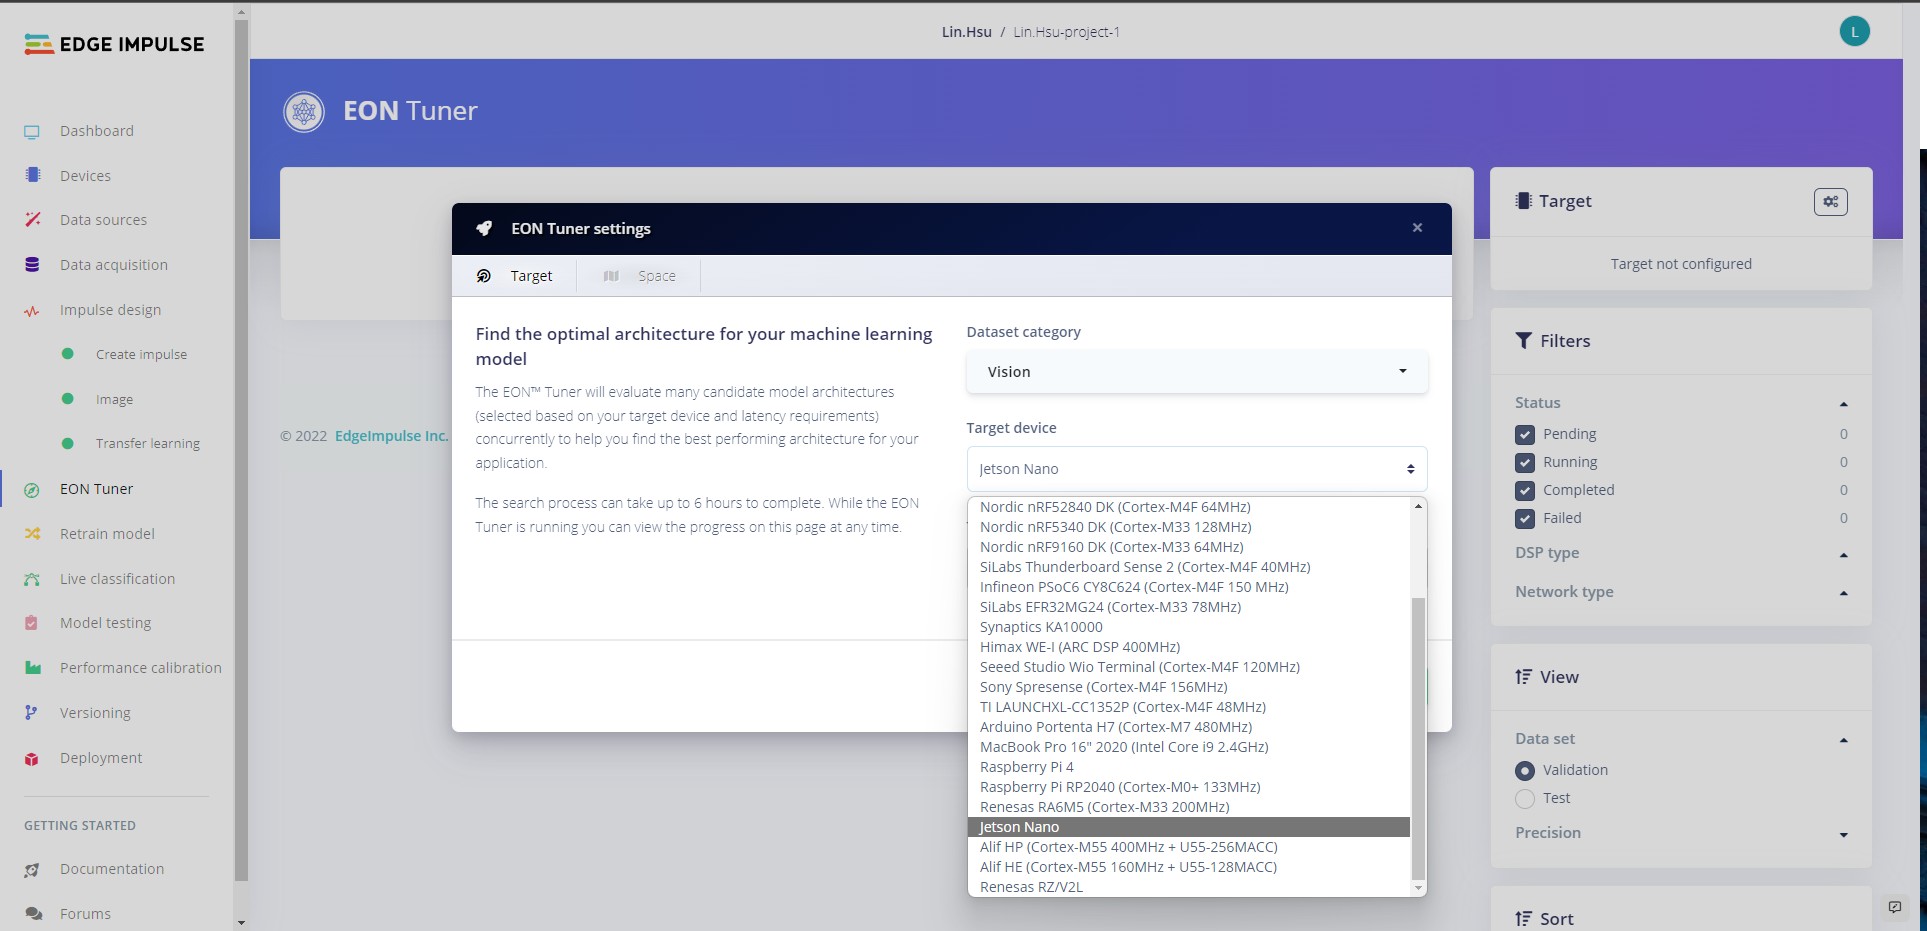 EDGE IMPULSE
Lin.Hsu / Lin.Hsu-project-1
L
Dashboard
Devices
Data sources
Data acquisition
Impulse design
Create impulse
Image
Transfer learning
EON Tuner
Retrain model
Live classification
Model testing
Performance calibration
Versioning
Deployment
GETTING STARTED
Documentation
Forums
EON Tuner
© 2022 EdgeImpulse Inc.
EON Tuner settings
×
Target
Space
Find the optimal architecture for your machine learning
model
The EON™ Tuner will evaluate many candidate model architectures
(selected based on your target device and latency requirements)
concurrently to help you find the best performing architecture for your
application.
The search process can take up to 6 hours to complete. While the EON
Tuner is running you can view the progress on this page at any time.
Dataset category
Vision
Target device
Jetson Nano
Nordic nRF52840 DK (Cortex-M4F 64MHz)
Nordic nRF5340 DK (Cortex-M33 128MHz)
Nordic nRF9160 DK (Cortex-M33 64MHz)
SiLabs Thunderboard Sense 2 (Cortex-M4F 40MHz)
Infineon PSoC6 CY8C624 (Cortex-M4F 150 MHz)
SiLabs EFR32MG24 (Cortex-M33 78MHz)
Synaptics KA10000
Himax WE-I (ARC DSP 400MHz)
Seeed Studio Wio Terminal (Cortex-M4F 120MHz)
Sony Spresense (Cortex-M4F 156MHz)
TI LAUNCHXL-CC1352P (Cortex-M4F 48MHz)
Arduino Portenta H7 (Cortex-M7 480MHz)
MacBook Pro 16" 2020 (Intel Core i9 2.4GHz)
Raspberry Pi 4
Raspberry Pi RP2040 (Cortex-M0+ 133MHz)
Renesas RA6M5 (Cortex-M33 200MHz)
Jetson Nano
Alif HP (Cortex-M55 400MHz + U55-256MACC)
Alif HE (Cortex-M55 160MHz + U55-128MACC)
Renesas RZ/V2L
Target
Target not configured
Filters
Status
Pending 0
Running 0
Completed 0
Failed 0
DSP type
Network type
View
Data set
Validation
Test
Precision
Sort